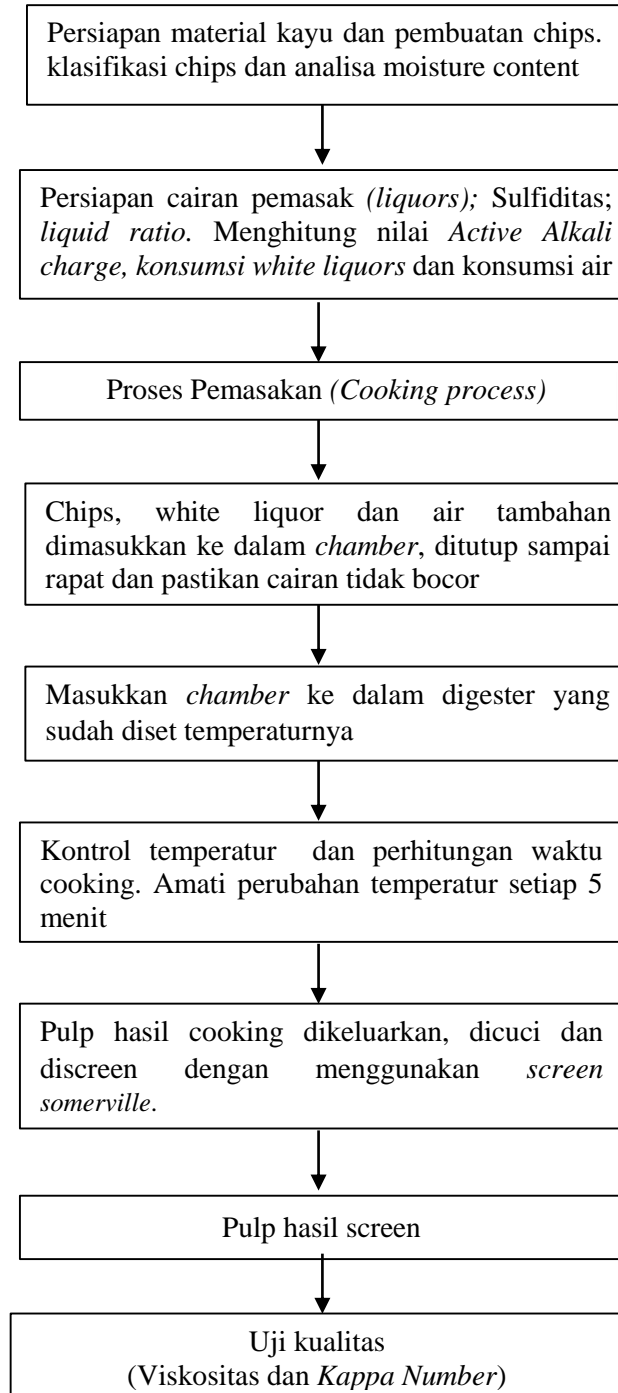 Persiapan material kayu dan pembuatan chips.
klasifikasi chips dan analisa moisture content
Persiapan cairan pemasak (liquors); Sulfiditas;
liquid ratio. Menghitung nilai Active Alkali
charge, konsumsi white liquors dan konsumsi air
Proses Pemasakan (Cooking process)
Chips, white liquor dan air tambahan
dimasukkan ke dalam chamber, ditutup sampai
rapat dan pastikan cairan tidak bocor
Masukkan chamber ke dalam digester yang
sudah diset temperaturnya
Kontrol temperatur dan perhitungan waktu
cooking. Amati perubahan temperatur setiap 5
menit
Pulp hasil cooking dikeluarkan, dicuci dan
discreen dengan menggunakan screen
somerville.
Pulp hasil screen
Uji kualitas
(Viskositas dan Kappa Number)